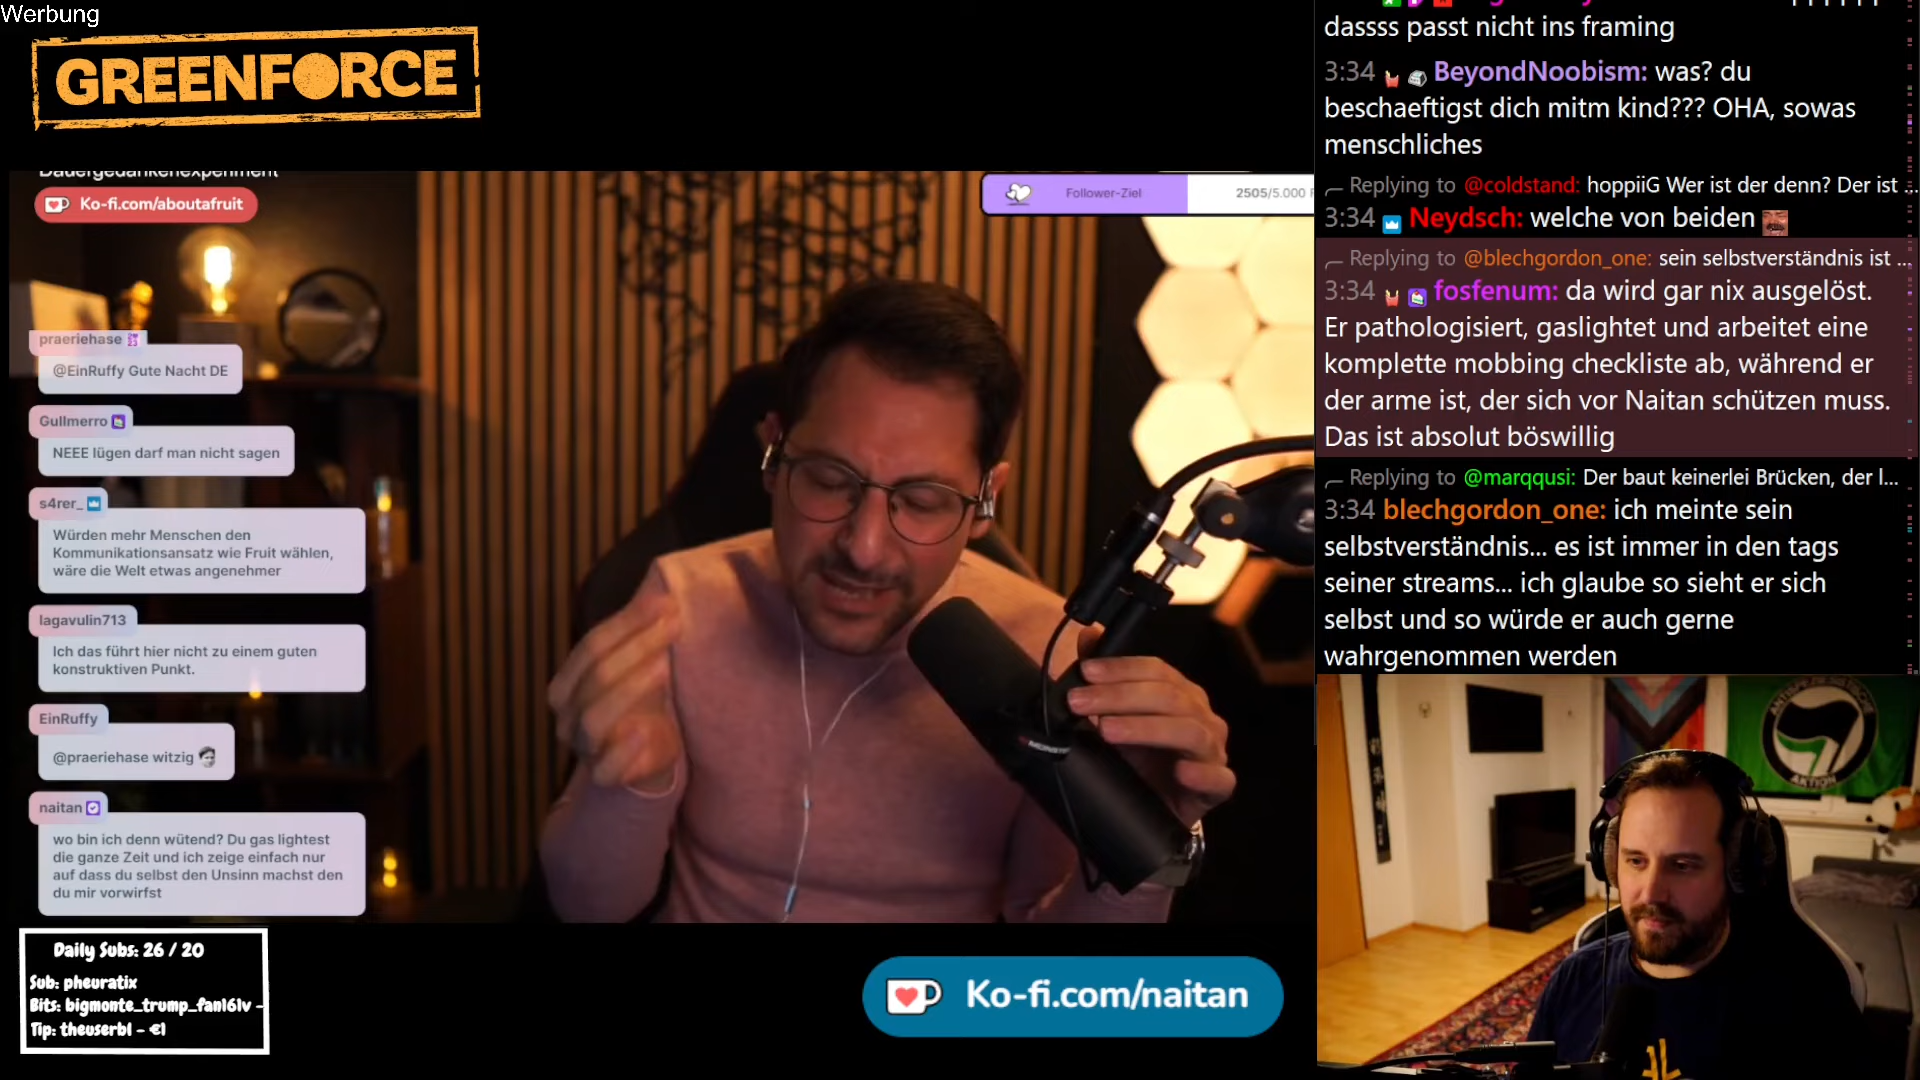 Werbung
GREENFORCE
Dauergedankenexperiment
Ko-fi.com/aboutafruit
Follower-Ziel
2505/5.000
praeriehase
@EinRuffy Gute Nacht DE
Gullmerro
NEEE lügen darf man nicht sagen
s4rer_
Würden mehr Menschen den
Kommunikationsansatz wie Fruit wählen,
wäre die Welt etwas angenehmer
lagavulin713
Ich das führt hier nicht zu einem guten
konstruktiven Punkt.
EinRuffy
@praeriehase witzig
naitan
wo bin ich denn wütend? Du gas lightest
die ganze Zeit und ich zeige einfach nur
auf dass du selbst den Unsinn machst den
du mir vorwirfst
Daily Subs: 26 / 20
Sub: pheuratix
Bits: bigmonte_trump_fan161v -
Tip: theuserbl - €1
Ko-fi.com/naitan
dassss passt nicht ins framing
3:34 BeyondNoobism: was? du
beschaeftigst dich mitm kind??? OHA, sowas
menschliches
Replying to @coldstand: hoppiiG Wer ist der denn? Der ist ...
3:34 Neydsch: welche von beiden
Replying to @blechgordon_one: sein selbstverständnis ist ...
3:34 fosfenum: da wird gar nix ausgelöst.
Er pathologisiert, gaslightet und arbeitet eine
komplette mobbing checkliste ab, während er
der arme ist, der sich vor Naitan schützen muss.
Das ist absolut böswillig
Replying to @marqqusi: Der baut keinerlei Brücken, der l...
3:34 blechgordon_one: ich meinte sein
selbstverständnis... es ist immer in den tags
seiner streams... ich glaube so sieht er sich
selbst und so würde er auch gerne
wahrgenommen werden
ANTISPEZIESISTISCHE
AKTION